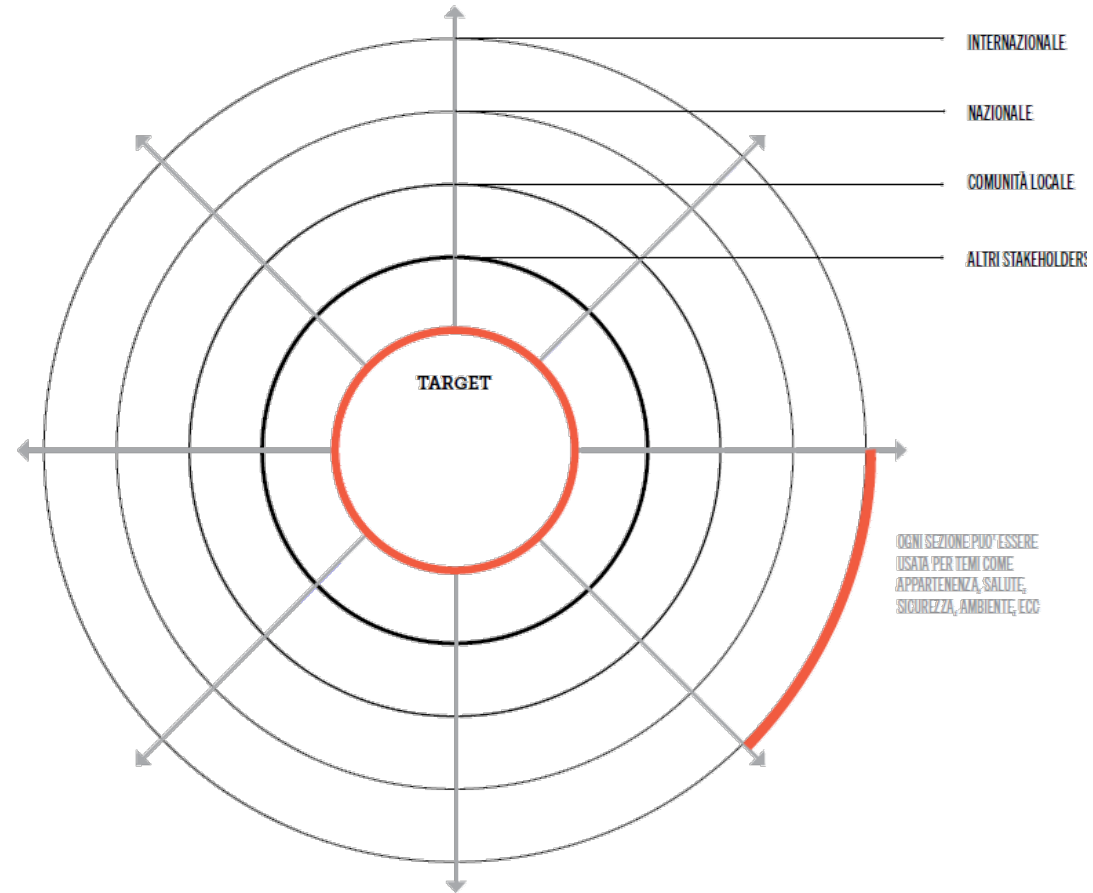 INTERNAZIONALE
NAZIONALE
COMUNITÀ LOCALE
ALTRI STAKEHOLDERS
TARGET
OGNI SEZIONE PUO' ESSERE
USATA PER TEMI COME
APPARTENENZA, SALUTE,
SICUREZZA, AMBIENTE, ECC